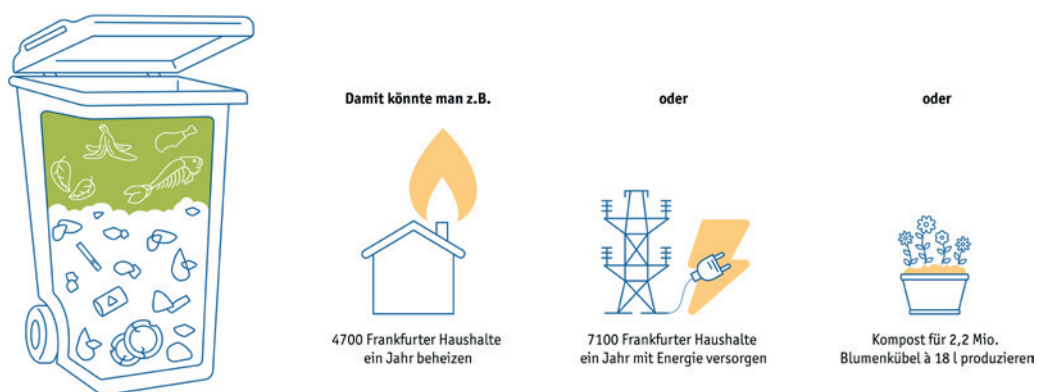 Damit könnte man z.B.
oder
oder
4700 Frankfurter Haushalte
ein Jahr beheizen
7100 Frankfurter Haushalte
ein Jahr mit Energie versorgen
Kompost für 2,2 Mio.
Blumenkübel à 18 l produzieren